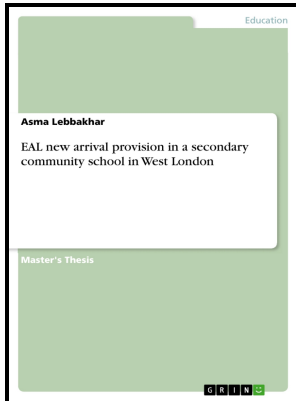 Education
Asma Lebbakhar
EAL new arrival provision in a secondary
community school in West London
Master's Thesis
GRIN